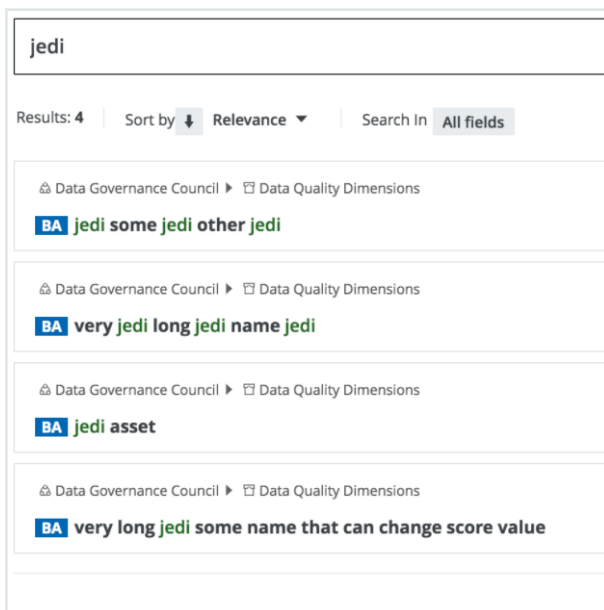 jedi
Results: 4 Sort by Relevance Search In All fields
Data Governance Council Data Quality Dimensions
BA jedi some jedi other jedi
Data Governance Council Data Quality Dimensions
BA very jedi long jedi name jedi
Data Governance Council Data Quality Dimensions
BA jedi asset
Data Governance Council Data Quality Dimensions
BA very long jedi some name that can change score value